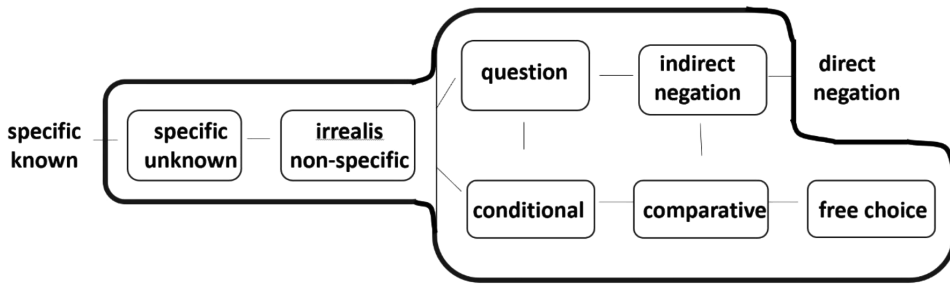 question
indirect
negation
direct
negation
specific
known
specific
unknown
irrealis
non-specific
conditional
comparative
free choice